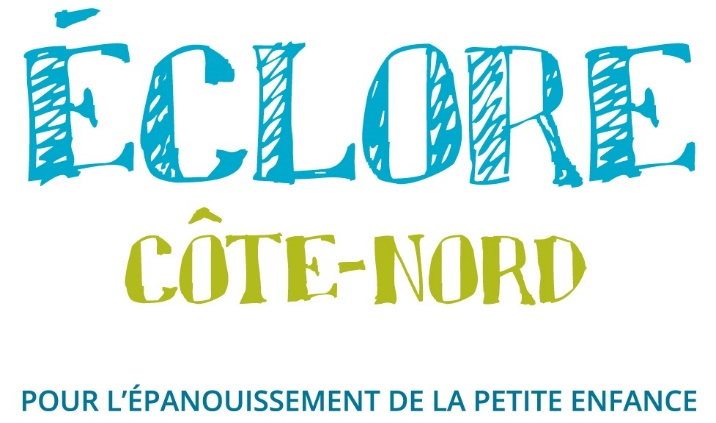 ÉCLORE
CÔTE-NORD
POUR L'ÉPANOUISSEMENT DE LA PETITE ENFANCE